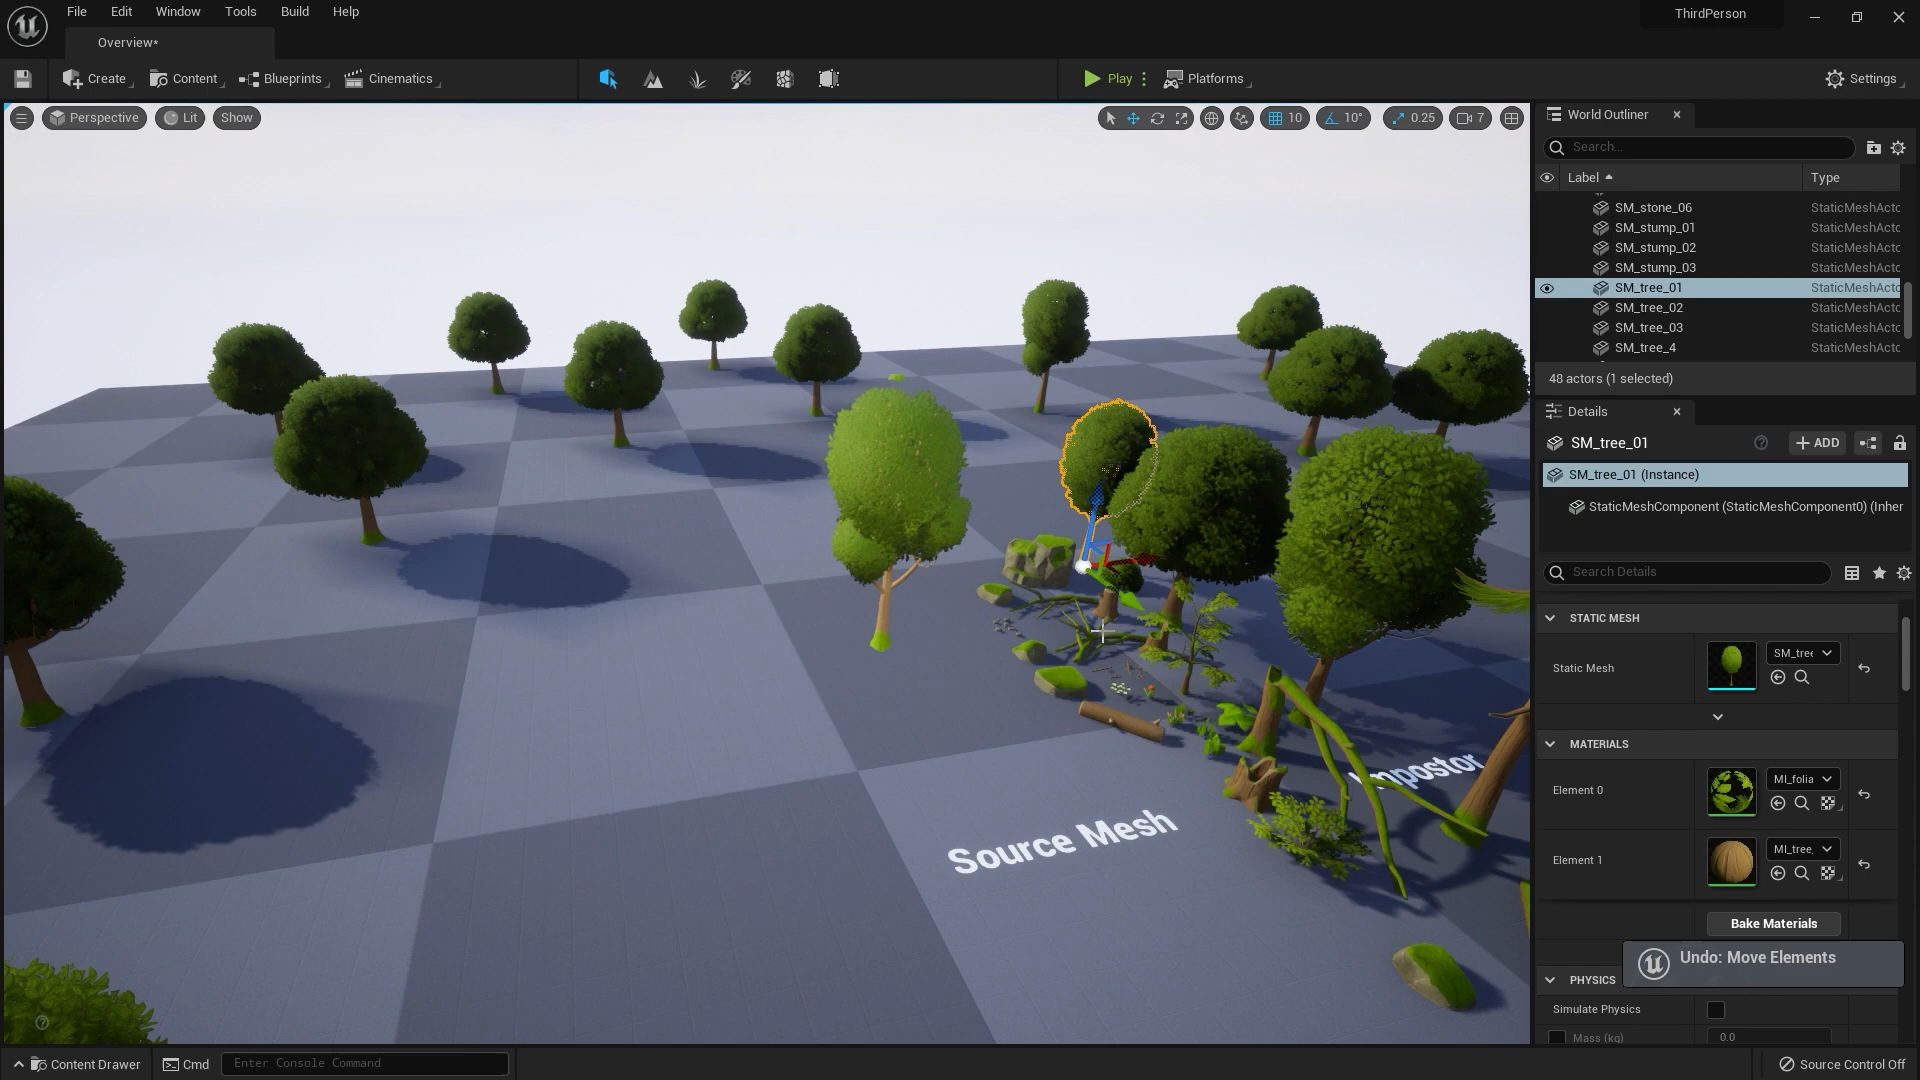 File Edit Window Tools Build Help
ThirdPerson
Overview*
Create Content Blueprints Cinematics
Play Platforms
Settings
Perspective Lit Show
10 10° 0.25 7
World Outliner
Search...
Label Type
SM_stone_06 StaticMeshActo
SM_stump_01 StaticMeshActo
SM_stump_02 StaticMeshActo
SM_stump_03 StaticMeshActo
SM_tree_01 StaticMeshActo
SM_tree_02 StaticMeshActo
SM_tree_03 StaticMeshActo
SM_tree_4 StaticMeshActo
48 actors (1 selected)
Details
SM_tree_01
ADD
SM_tree_01 (Instance)
StaticMeshComponent (StaticMeshComponent0) (Inher
Search Details
STATIC MESH
Static Mesh SM_tree
MATERIALS
Element 0 MI_folia
Element 1 MI_tree_
Bake Materials
Undo: Move Elements
PHYSICS
Simulate Physics
Mass (kg) 0.0
Source Mesh
Impostor
Content Drawer Cmd Enter Console Command
Source Control Off